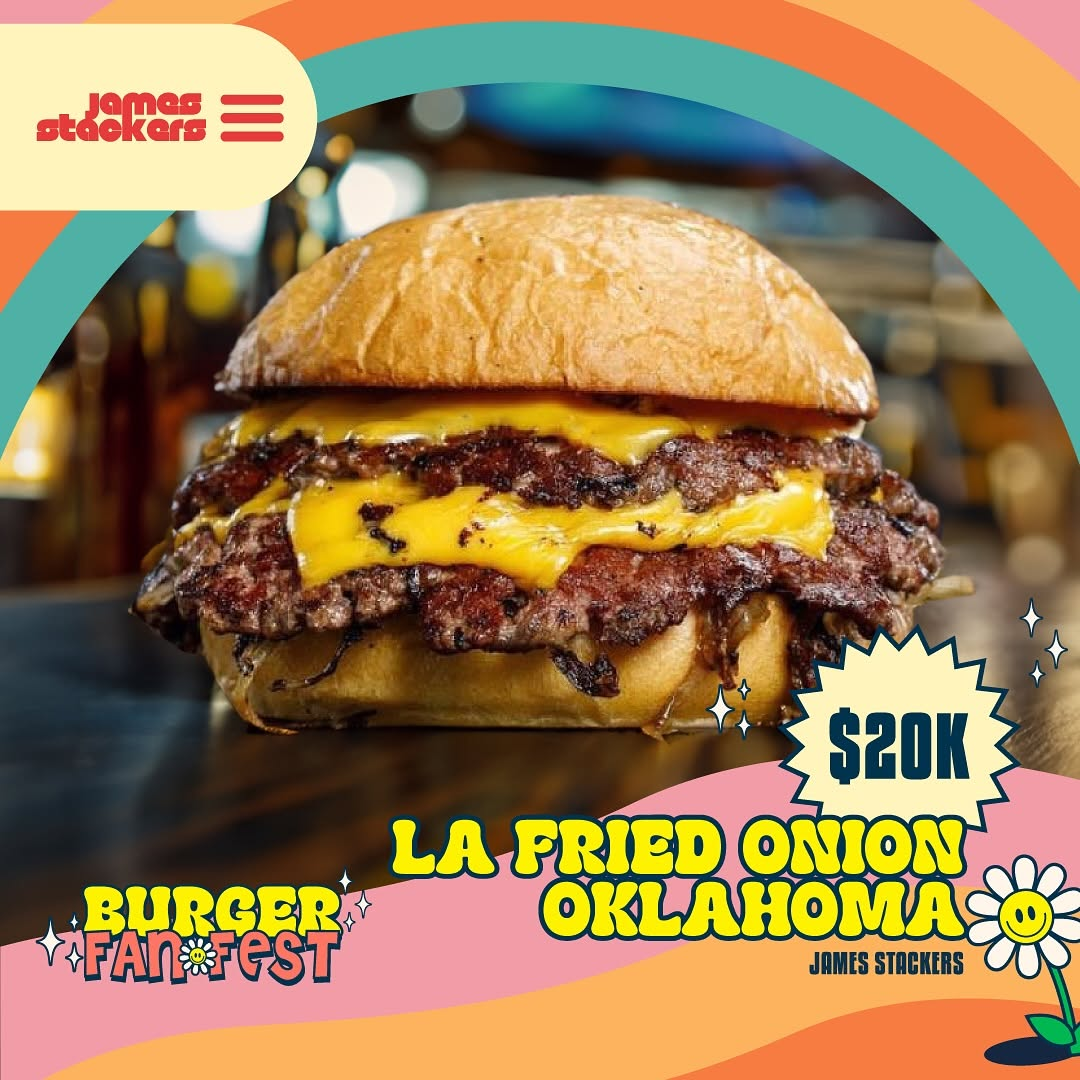 james
stackers
$20K
LA FRIED ONION
OKLAHOMA
JAMES STACKERS
BURGER
FAN FEST